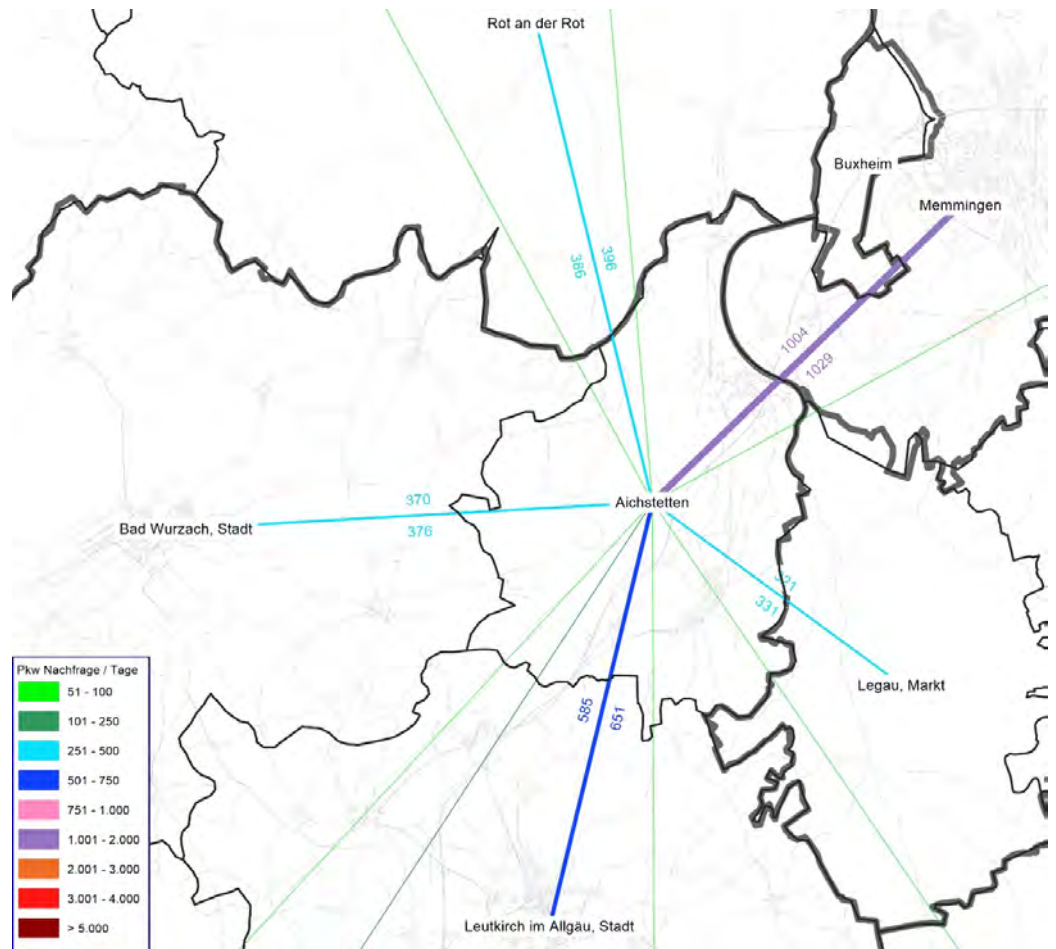 Rot an der Rot
Buxheim
Memmingen
386
396
1004
1029
Aichstetten
370
376
Bad Wurzach, Stadt
321
331
Legau, Markt
585
651
Leutkirch im Allgäu, Stadt
Pkw Nachfrage / Tage
51 - 100
101 - 250
251 - 500
501 - 750
751 - 1.000
1.001 - 2.000
2.001 - 3.000
3.001 - 4.000
> 5.000